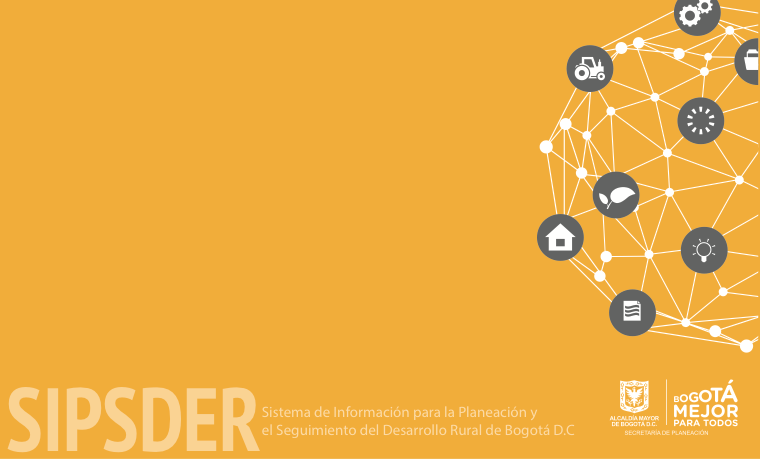 SIPSDER
Sistema de Información para la Planeación y
el Seguimiento del Desarrollo Rural de Bogotá D.C
ALCALDÍA MAYOR
DE BOGOTÁ D.C.
SECRETARÍA DE PLANEACIÓN
BOGOTÁ
MEJOR
PARA TODOS